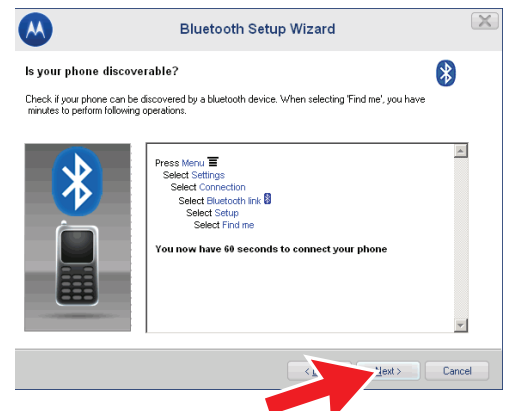 Bluetooth Setup Wizard
Is your phone discoverable?
Check if your phone can be discovered by a bluetooth device. When selecting 'Find me', you have
minutes to perform following operations.
Press Menu
Select Settings
Select Connection
Select Bluetooth link
Select Setup
Select Find me
You now have 60 seconds to connect your phone
< Next > Cancel